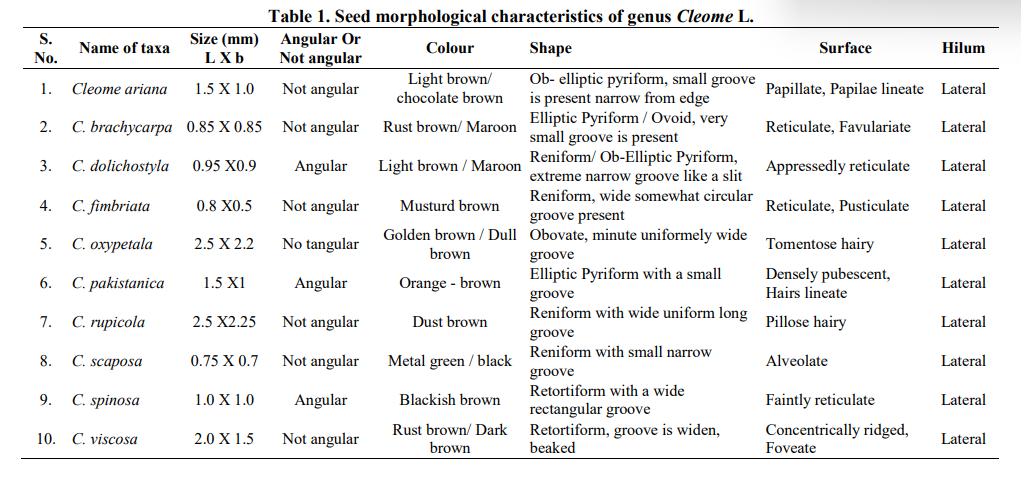 Table 1. Seed morphological characteristics of genus Cleome L.
S. No. Name of taxa Size (mm) L X b Angular Or Not angular Colour Shape Surface Hilum
1. Cleome ariana 1.5 X 1.0 Not angular Light brown/ chocolate brown Ob- elliptic pyriform, small groove is present narrow from edge Papillate, Papilae lineate Lateral
2. C. brachycarpa 0.85 X 0.85 Not angular Rust brown/ Maroon Elliptic Pyriform / Ovoid, very small groove is present Reticulate, Favulariate Lateral
3. C. dolichostyla 0.95 X0.9 Angular Light brown / Maroon Reniform/ Ob-Elliptic Pyriform, extreme narrow groove like a slit Appressedly reticulate Lateral
4. C. fimbriata 0.8 X0.5 Not angular Musturd brown Reniform, wide somewhat circular groove present Reticulate, Pusticulate Lateral
5. C. oxypetala 2.5 X 2.2 No tangular Golden brown / Dull brown Obovate, minute uniformely wide groove Tomentose hairy Lateral
6. C. pakistanica 1.5 X1 Angular Orange - brown Elliptic Pyriform with a small groove Densely pubescent, Hairs lineate Lateral
7. C. rupicola 2.5 X2.25 Not angular Dust brown Reniform with wide uniform long groove Pillose hairy Lateral
8. C. scaposa 0.75 X 0.7 Not angular Metal green / black Reniform with small narrow groove Alveolate Lateral
9. C. spinosa 1.0 X 1.0 Angular Blackish brown Retortiform with a wide rectangular groove Faintly reticulate Lateral
10. C. viscosa 2.0 X 1.5 Not angular Rust brown/ Dark brown Retortiform, groove is widen, beaked Concentrically ridged, Foveate Lateral